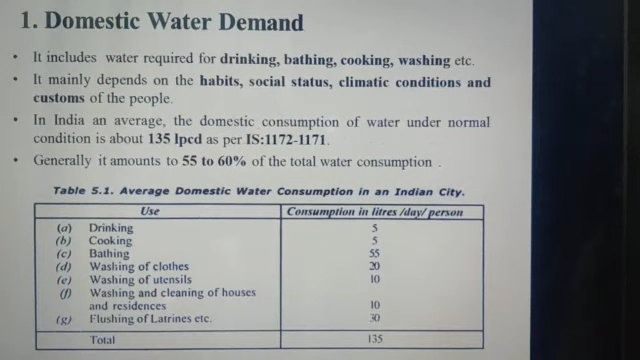 1. Domestic Water Demand
• It includes water required for drinking, bathing, cooking, washing etc.
• It mainly depends on the habits, social status, climatic conditions and
customs of the people.
• In India an average, the domestic consumption of water under normal
condition is about 135 lpcd as per IS:1172-1171.
• Generally it amounts to 55 to 60% of the total water consumption .
Table 5.1. Average Domestic Water Consumption in an Indian City.
Use Consumption in litres /day/ person
(a) Drinking 5
(b) Cooking 5
(c) Bathing 55
(d) Washing of clothes 20
(e) Washing of utensils 10
(f) Washing and cleaning of houses
and residences 10
(g) Flushing of Latrines etc. 30
Total 135